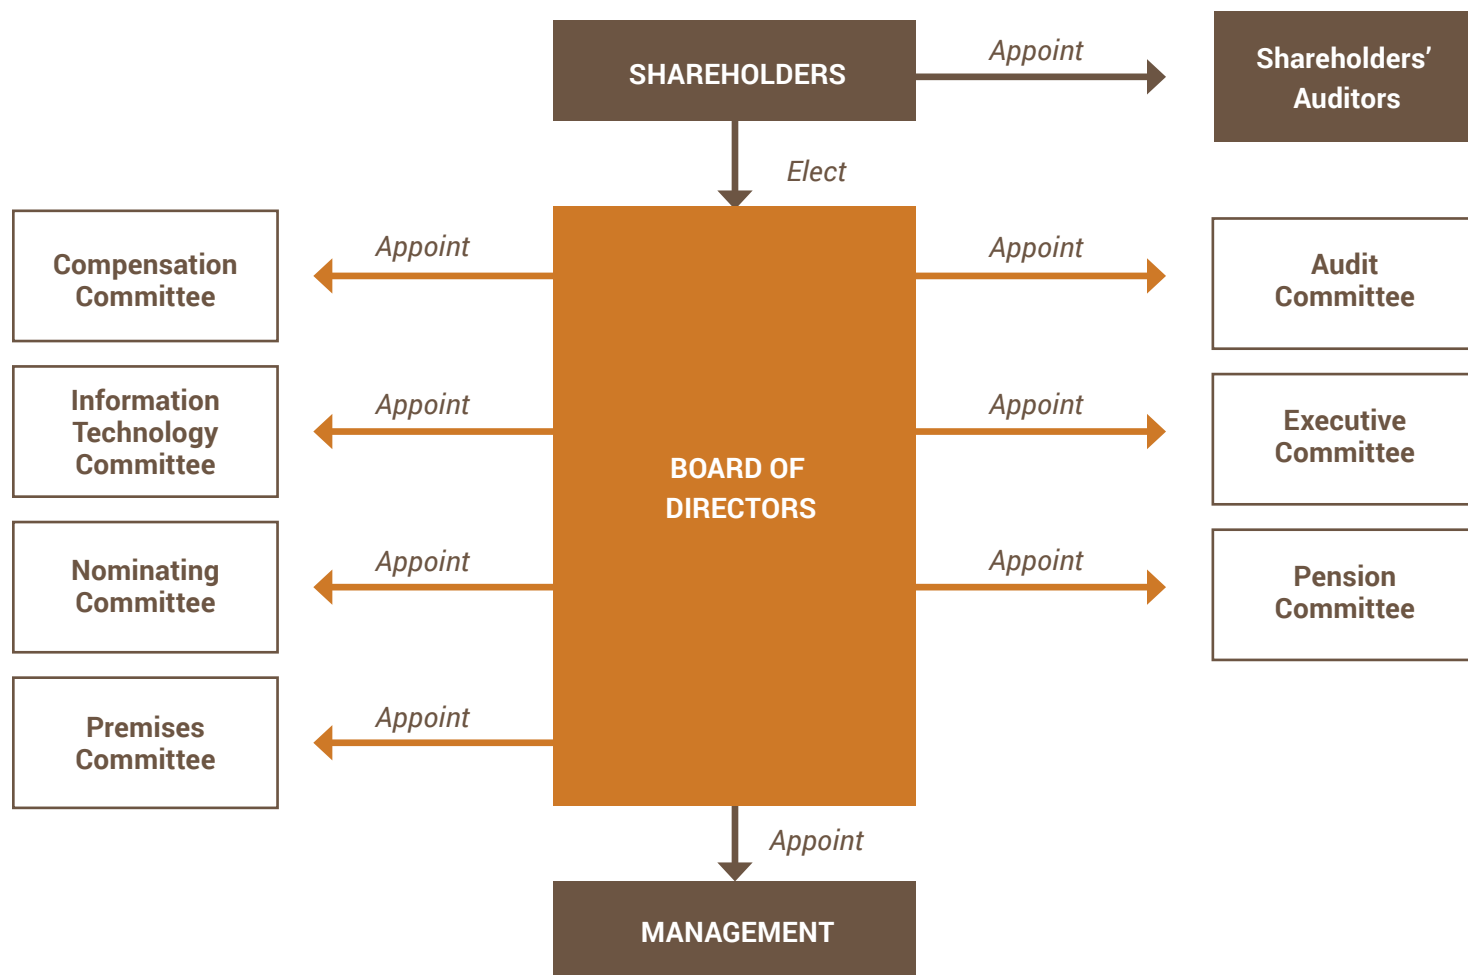 SHAREHOLDERS
Appoint
Shareholders’
Auditors
Elect
Compensation
Committee
Appoint
Appoint
Audit
Committee
Information
Technology
Committee
Appoint
BOARD OF
DIRECTORS
Appoint
Executive
Committee
Nominating
Committee
Appoint
Appoint
Pension
Committee
Premises
Committee
Appoint
Appoint
MANAGEMENT